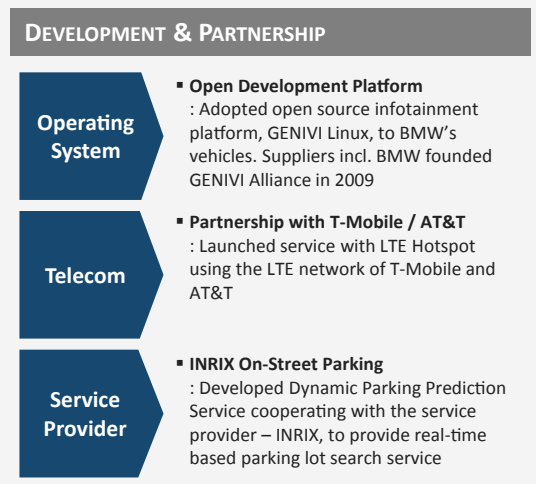 DEVELOPMENT & PARTNERSHIP
Operating
System
▪ Open Development Platform
: Adopted open source infotainment
platform, GENIVI Linux, to BMW's
vehicles. Suppliers incl. BMW founded
GENIVI Alliance in 2009
Telecom
▪ Partnership with T-Mobile / AT&T
: Launched service with LTE Hotspot
using the LTE network of T-Mobile and
AT&T
Service
Provider
▪ INRIX On-Street Parking
: Developed Dynamic Parking Prediction
Service cooperating with the service
provider – INRIX, to provide real-time
based parking lot search service